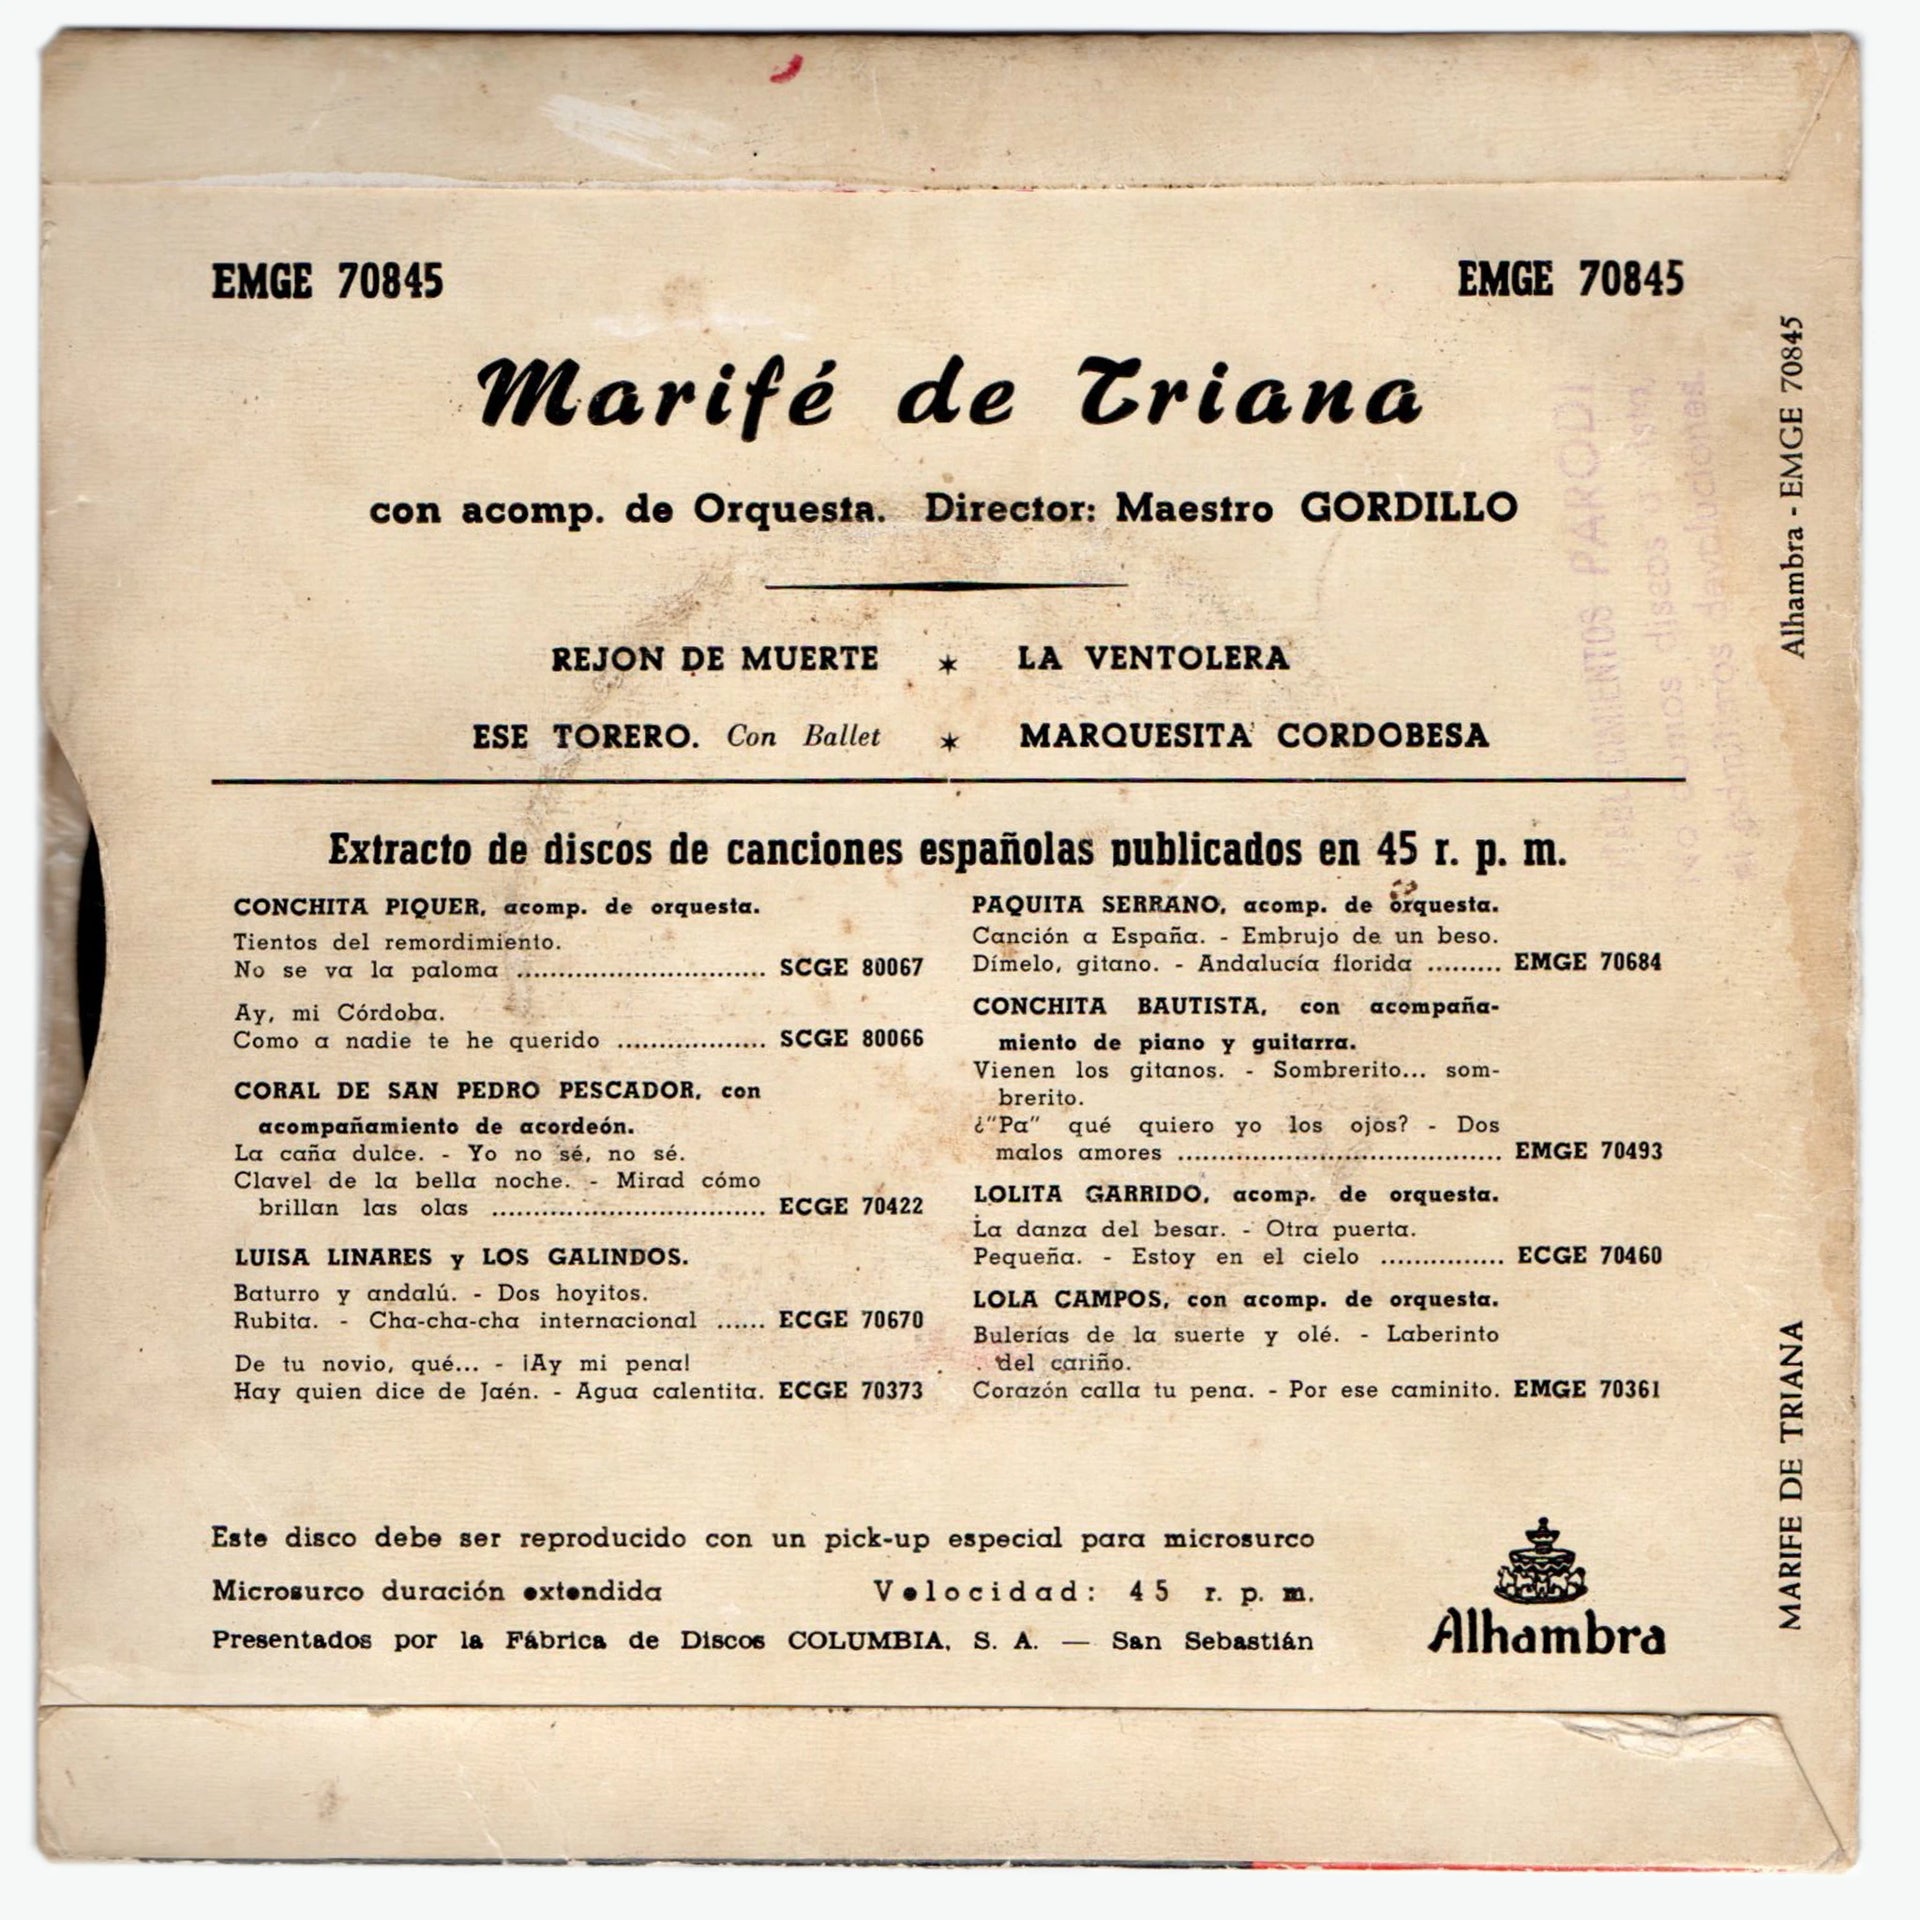 EMGE 70845
EMGE 70845
Marifé de Triana
con acomp. de Orquesta. Director: Maestro GORDILLO
REJON DE MUERTE * LA VENTOLERA
ESE TORERO. Con Ballet * MARQUESITA CORDOBESA
Extracto de discos de canciones españolas publicados en 45 r. p. m.
CONCHITA PIQUER, acomp. de orquesta.
Tientos del remordimiento.
No se va la paloma .............................. SCGE 80067
Ay, mi Córdoba.
Como a nadie te he querido .................. SCGE 80066
CORAL DE SAN PEDRO PESCADOR, con
acompañamiento de acordeón.
La caña dulce. - Yo no sé, no sé.
Clavel de la bella noche. - Mirad cómo
brillan las olas ................................. ECGE 70422
LUISA LINARES y LOS GALINDOS.
Baturro y andalú. - Dos hoyitos.
Rubita. - Cha-cha-cha internacional ...... ECGE 70670
De tu novio, qué... - ¡Ay mi pena!
Hay quien dice de Jaén. - Agua calentita. ECGE 70373
PAQUITA SERRANO, acomp. de orquesta.
Canción a España. - Embrujo de un beso.
Dímelo, gitano. - Andalucía florida ......... EMGE 70684
CONCHITA BAUTISTA, con acompaña-
miento de piano y guitarra.
Vienen los gitanos. - Sombrerito... som-
brerito.
¿"Pa" qué quiero yo los ojos? - Dos
malos amores ....................................... EMGE 70493
LOLITA GARRIDO, acomp. de orquesta.
La danza del besar. - Otra puerta.
Pequeña. - Estoy en el cielo ............... ECGE 70460
LOLA CAMPOS, con acomp. de orquesta.
Bulerías de la suerte y olé. - Laberinto
del cariño.
Corazón calla tu pena. - Por ese caminito. EMGE 70361
Este disco debe ser reproducido con un pick-up especial para microsurco
Microsurco duración extendida Velocidad: 45 r. p. m.
Presentados por la Fábrica de Discos COLUMBIA, S. A. — San Sebastián
Alhambra
Alhambra - EMGE 70845
MARIFE DE TRIANA
PARODI
discos